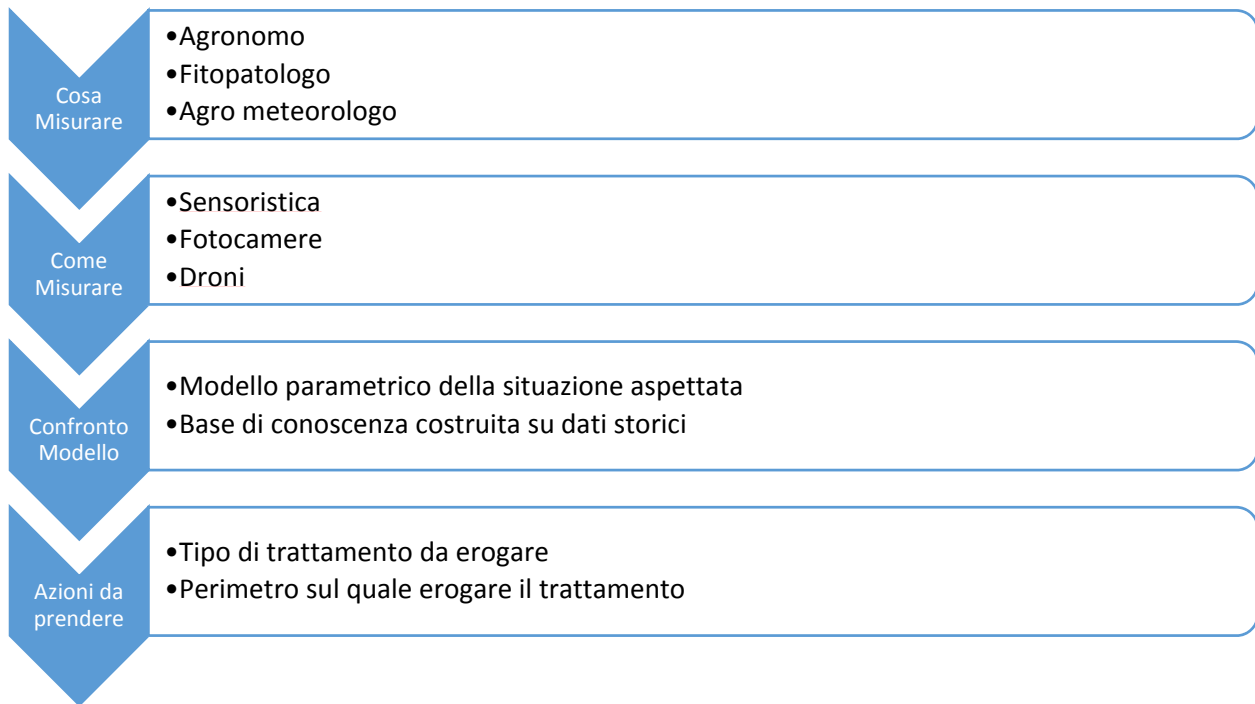 Cosa
Misurare
•Agronomo
•Fitopatologo
•Agro meteorologo
Come
Misurare
•Sensoristica
•Fotocamere
•Droni
Confronto
Modello
•Modello parametrico della situazione aspettata
•Base di conoscenza costruita su dati storici
Azioni da
prendere
•Tipo di trattamento da erogare
•Perimetro sul quale erogare il trattamento